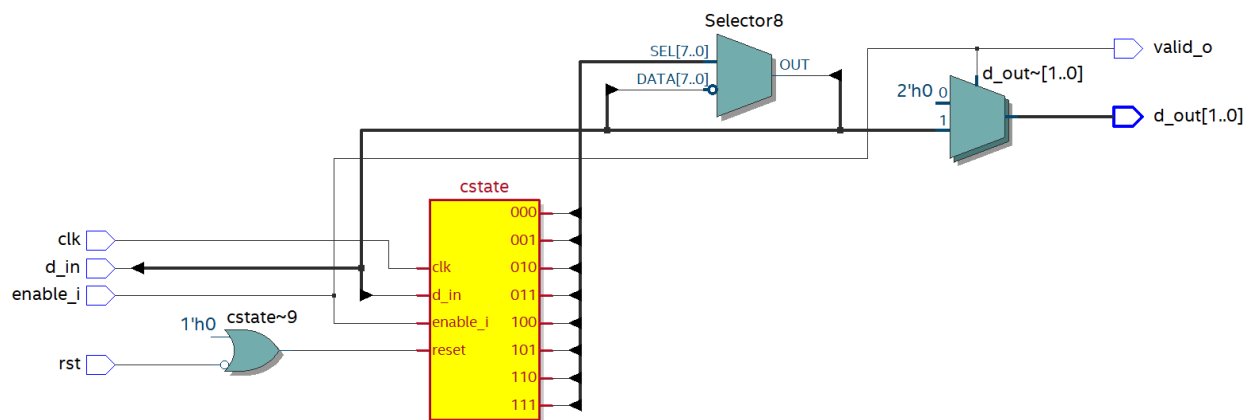 Selector8
SEL[7..0]
DATA[7..0]
OUT
valid_o
d_out~[1..0]
2'h0
0
1
d_out[1..0]
cstate
000
001
010
011
100
101
110
111
clk
d_in
enable_i
reset
clk
d_in
enable_i
cstate~9
1'h0
rst